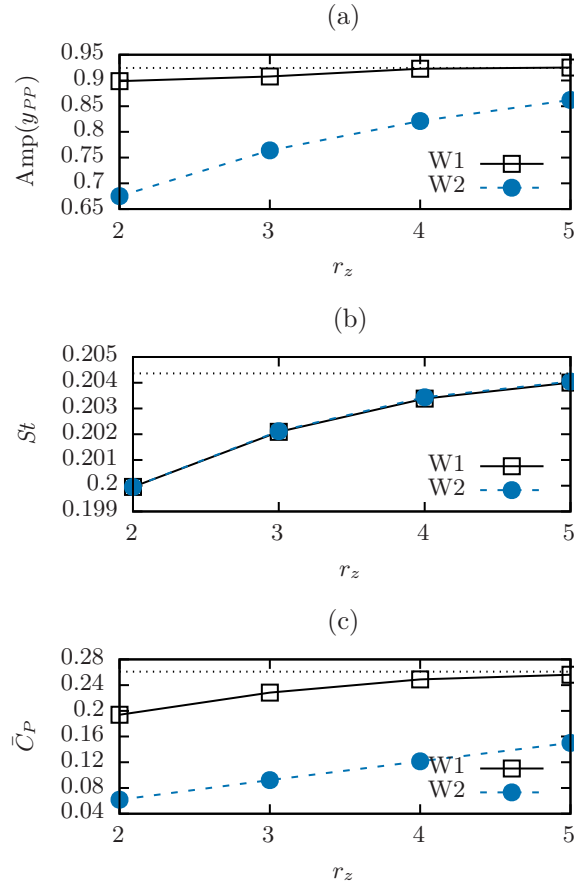 (a)
Amp(y_PP)
0.95
0.9
0.85
0.8
0.75
0.7
0.65
W1
W2
2 3 4 5
r_z
(b)
St
0.205
0.204
0.203
0.202
0.201
0.2
0.199
W1
W2
2 3 4 5
r_z
(c)
C̄_P
0.28
0.24
0.2
0.16
0.12
0.08
0.04
W1
W2
2 3 4 5
r_z